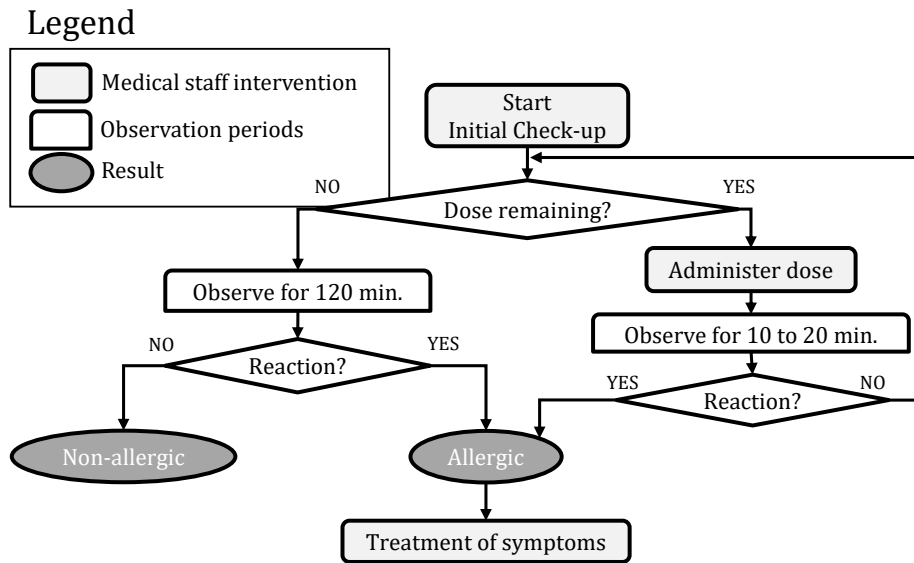 Legend
Medical staff intervention
Observation periods
Result
Start
Initial Check-up
NO
YES
Dose remaining?
Administer dose
Observe for 120 min.
Observe for 10 to 20 min.
NO
YES
Reaction?
YES
NO
Reaction?
Non-allergic
Allergic
Treatment of symptoms